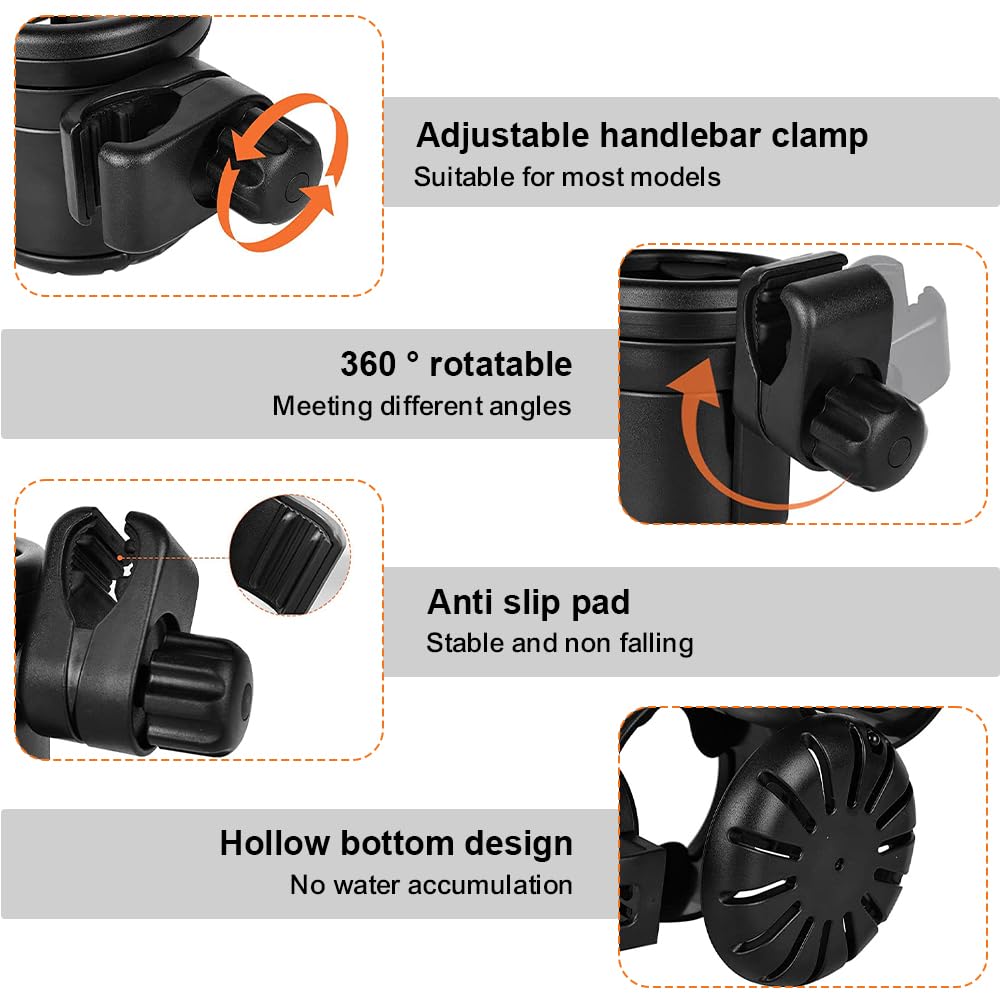 Adjustable handlebar clamp
Suitable for most models
360 ° rotatable
Meeting different angles
Anti slip pad
Stable and non falling
Hollow bottom design
No water accumulation